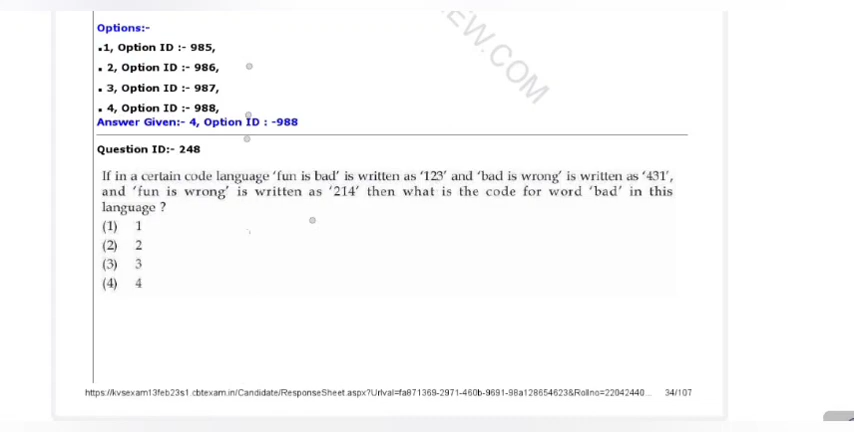 EW.COM
Options:-
.1, Option ID :- 985,
. 2, Option ID :- 986,
. 3, Option ID :- 987,
. 4, Option ID :- 988,
Answer Given:- 4, Option ID : -988
Question ID:- 248
If in a certain code language ‘fun is bad’ is written as ‘123’ and ‘bad is wrong’ is written as ‘431’,
and ‘fun is wrong’ is written as ‘214’ then what is the code for word ‘bad’ in this
language ?
(1) 1
(2) 2
(3) 3
(4) 4
https://kvsexam13feb23s1.cbtexam.in/Candidate/ResponseSheet.aspx?Urlval=fa871369-2971-460b-9691-98a128654623&Rollno=22042440... 34/107